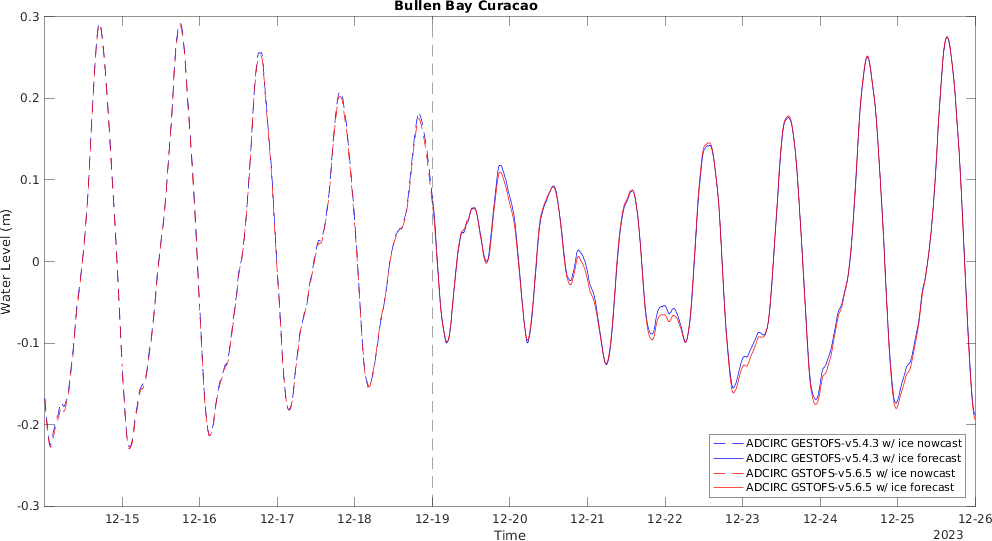 Bullen Bay Curacao
0.3
0.2
0.1
0
-0.1
-0.2
-0.3
Water Level (m)
12-15 12-16 12-17 12-18 12-19 12-20 12-21 12-22 12-23 12-24 12-25 12-26
Time
2023
ADCIRC GESTOFS-v5.4.3 w/ ice nowcast
ADCIRC GESTOFS-v5.4.3 w/ ice forecast
ADCIRC GSTOFS-v5.6.5 w/ ice nowcast
ADCIRC GSTOFS-v5.6.5 w/ ice forecast